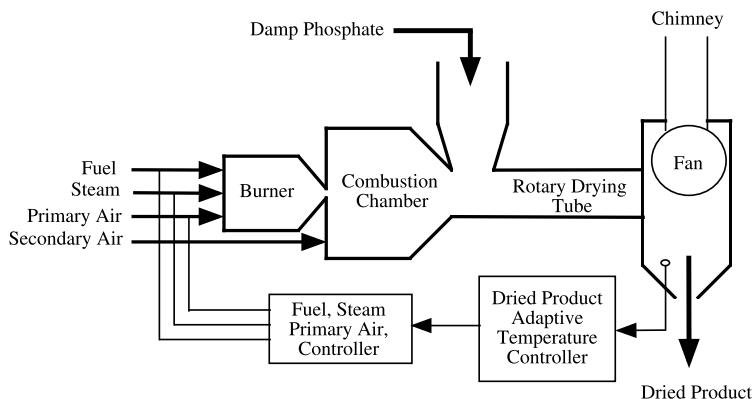 Chimney
Damp Phosphate
Fan
Fuel
Steam
Primary Air
Secondary Air
Burner
Combustion
Chamber
Rotary Drying
Tube
Fuel, Steam
Primary Air,
Controller
Dried Product
Adaptive
Temperature
Controller
Dried Product